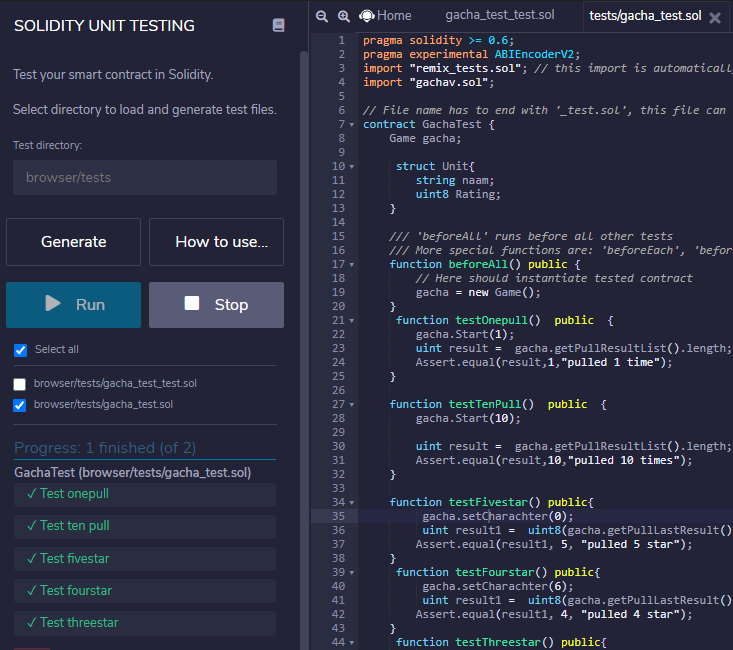 SOLIDITY UNIT TESTING
Test your smart contract in Solidity.
Select directory to load and generate test files.
Test directory:
browser/tests
Generate
How to use...
Run
Stop
Select all
browser/tests/gacha_test_test.sol
browser/tests/gacha_test.sol
Progress: 1 finished (of 2)
GachaTest (browser/tests/gacha_test.sol)
✓ Test onepull
✓ Test ten pull
✓ Test fivestar
✓ Test fourstar
✓ Test threestar
Home
gacha_test_test.sol
tests/gacha_test.sol
1 pragma solidity >= 0.6;
2 pragma experimental ABIEncoderV2;
3 import "remix_tests.sol"; // this import is automatically
4 import "gachav.sol";
5
6 // File name has to end with '_test.sol', this file can
7 contract GachaTest {
8 Game gacha;
9
10 struct Unit{
11 string naam;
12 uint8 Rating;
13 }
14
15 /// 'beforeAll' runs before all other tests
16 /// More special functions are: 'beforeEach', 'befor
17 function beforeAll() public {
18 // Here should instantiate tested contract
19 gacha = new Game();
20 }
21 function testOnepull() public {
22 gacha.Start(1);
23 uint result = gacha.getPullResultList().length;
24 Assert.equal(result,1,"pulled 1 time");
25 }
26
27 function testTenPull() public {
28 gacha.Start(10);
29
30 uint result = gacha.getPullResultList().length;
31 Assert.equal(result,10,"pulled 10 times");
32 }
33
34 function testFivestar() public{
35 gacha.setCharachter(0);
36 uint result1 = uint8(gacha.getPullLastResult()
37 Assert.equal(result1, 5, "pulled 5 star");
38 }
39 function testFourstar() public{
40 gacha.setCharachter(6);
41 uint result1 = uint8(gacha.getPullLastResult()
42 Assert.equal(result1, 4, "pulled 4 star");
43 }
44 function testThreestar() public{